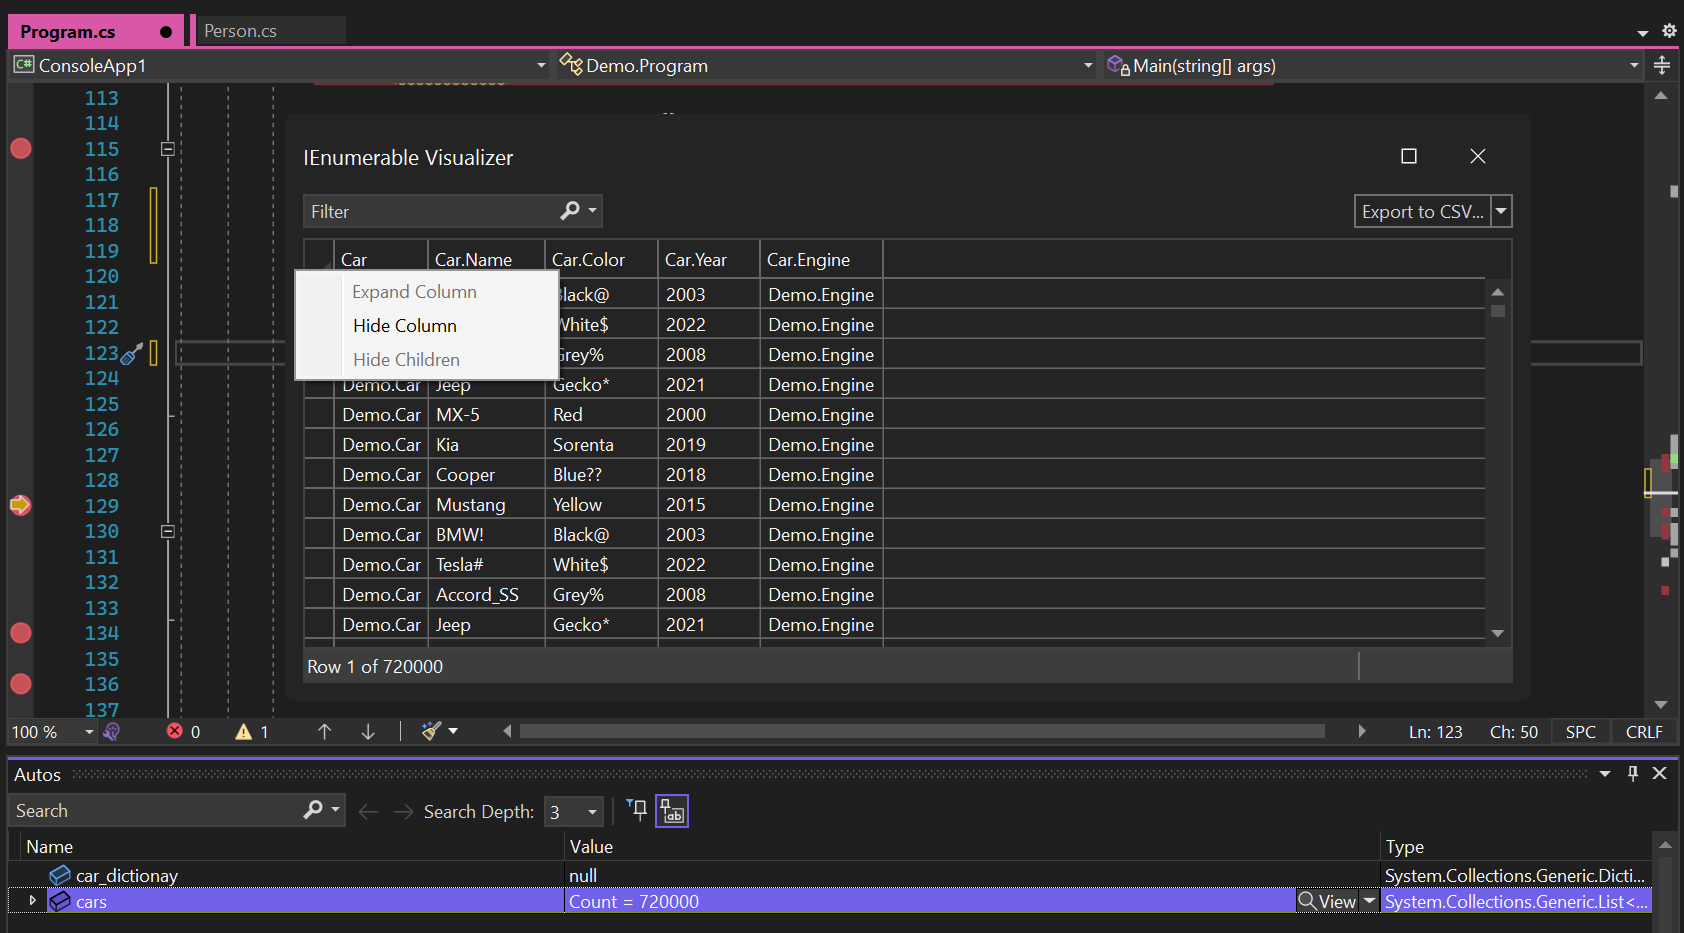 Program.cs
Person.cs
C# ConsoleApp1
Demo.Program
Main(string[] args)
113
114
115
116
117
118
119
120
121
122
123
124
125
126
127
128
129
130
131
132
133
134
135
136
137
IEnumerable Visualizer
Filter
Export to CSV...
Car Car.Name Car.Color Car.Year Car.Engine
Expand Column
Hide Column
Hide Children
2003 Demo.Engine
White$ 2022 Demo.Engine
Grey% 2008 Demo.Engine
Demo.Car Jeep Gecko* 2021 Demo.Engine
Demo.Car MX-5 Red 2000 Demo.Engine
Demo.Car Kia Sorenta 2019 Demo.Engine
Demo.Car Cooper Blue?? 2018 Demo.Engine
Demo.Car Mustang Yellow 2015 Demo.Engine
Demo.Car BMW! Black@ 2003 Demo.Engine
Demo.Car Tesla# White$ 2022 Demo.Engine
Demo.Car Accord_SS Grey% 2008 Demo.Engine
Demo.Car Jeep Gecko* 2021 Demo.Engine
Row 1 of 720000
100 % 0 1 Ln: 123 Ch: 50 SPC CRLF
Autos
Search Search Depth: 3 ab
Name Value Type
car_dictionay null System.Collections.Generic.Dicti...
cars Count = 720000 View System.Collections.Generic.List<...